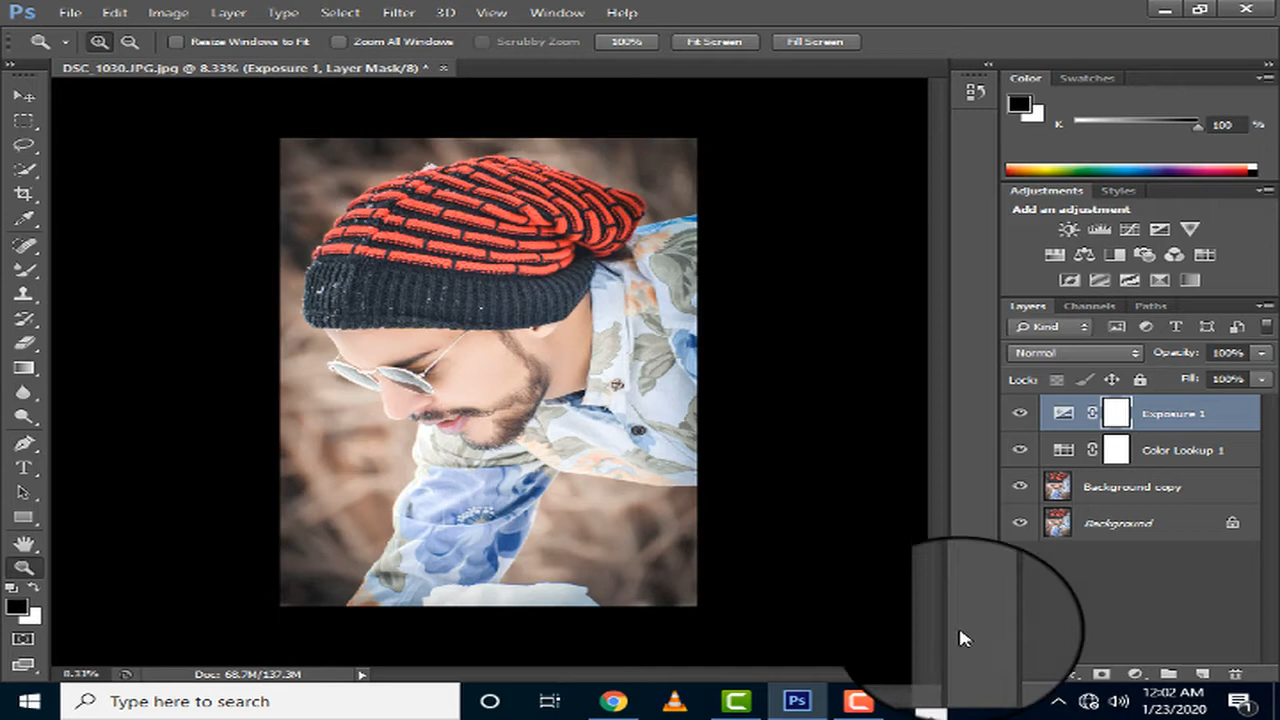 Ps File Edit Image Layer Type Select Filter 3D View Window Help
Resize Windows to Fit Zoom All Windows Scrubby Zoom 100% Fit Screen Fill Screen
DSC_1030.JPG.jpg @ 8.33% (Exposure 1, Layer Mask/8) *
Color Swatches
K 100 %
Adjustments Styles
Add an adjustment
Layers Channels Paths
Kind
Normal Opacity: 100%
Lock: Fill: 100%
Exposure 1
Color Lookup 1
Background copy
Background
8.33% Doc: 68.7M/137.3M
Type here to search
Ps
12:02 AM
1/23/2020
1